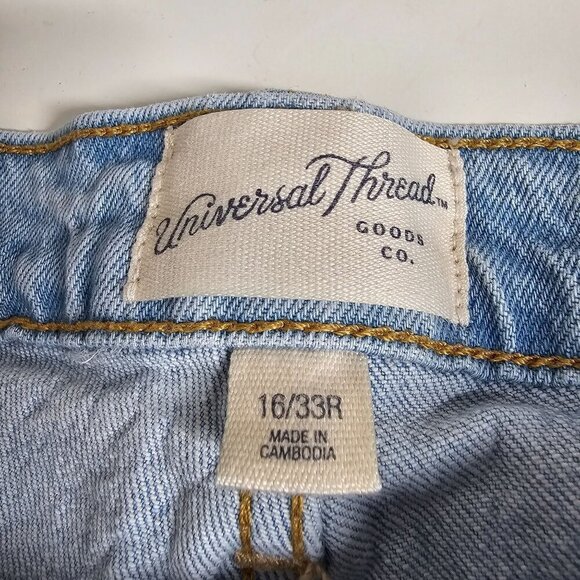 Universal Thread™
GOODS
CO.
16/33R
MADE IN
CAMBODIA